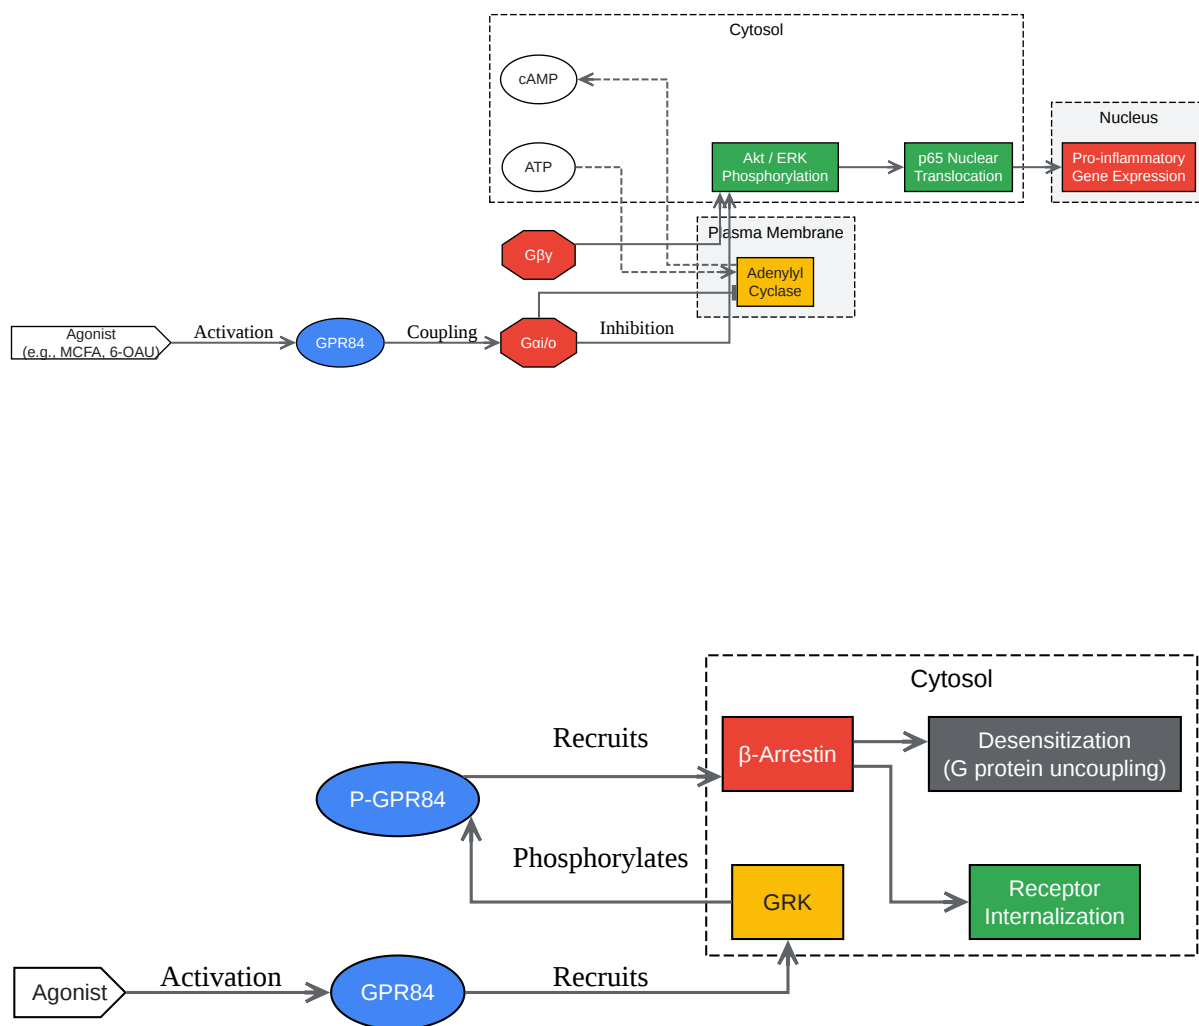 Cytosol
cAMP
Nucleus
ATP
Akt / ERK
Phosphorylation
p65 Nuclear
Translocation
Pro-inflammatory
Gene Expression
Plasma Membrane
Gβγ
Adenylyl
Cyclase
Agonist
(e.g., MCFA, 6-OAU)
Activation
GPR84
Coupling
Gαi/o
Inhibition
Cytosol
Recruits
β-Arrestin
Desensitization
(G protein uncoupling)
P-GPR84
Phosphorylates
GRK
Receptor
Internalization
Agonist
Activation
GPR84
Recruits